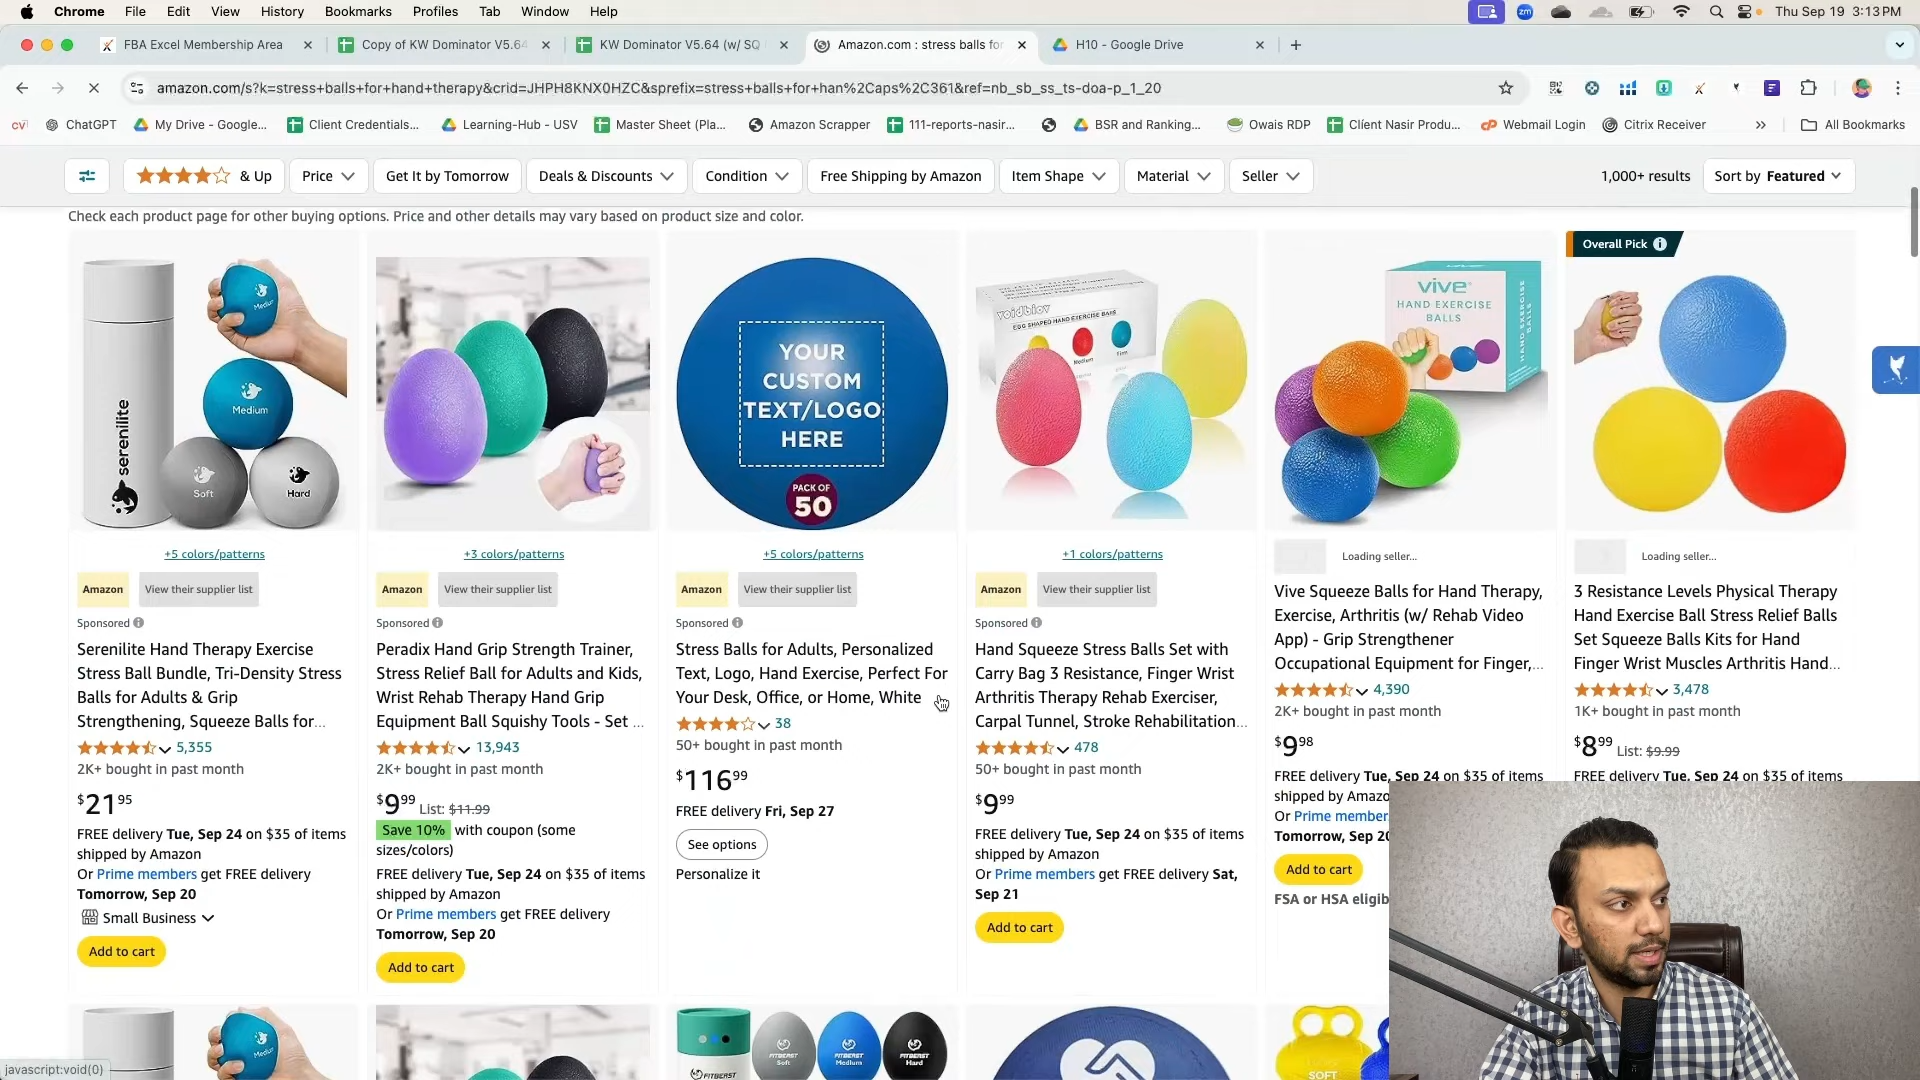 Chrome File Edit View History Bookmarks Profiles Tab Window Help
zm
Thu Sep 19 3:13 PM
FBA Excel Membership Area
Copy of KW Dominator V5.64
KW Dominator V5.64 (w/ SQ
Amazon.com : stress balls for
H10 - Google Drive
amazon.com/s?k=stress+balls+for+hand+therapy&crid=JHPH8KNX0HZC&sprefix=stress+balls+for+han%2Caps%2C361&ref=nb_sb_ss_ts-doa-p_1_20
cv
ChatGPT
My Drive - Google...
Client Credentials...
Learning-Hub - USV
Master Sheet (Pla...
Amazon Scrapper
111-reports-nasir...
BSR and Ranking...
Owais RDP
Client Nasir Produ...
Webmail Login
Citrix Receiver
»
All Bookmarks
& Up
Price
Get It by Tomorrow
Deals & Discounts
Condition
Free Shipping by Amazon
Item Shape
Material
Seller
1,000+ results
Sort by Featured
Check each product page for other buying options. Price and other details may vary based on product size and color.
serenilite
Medium
Medium
Soft
Hard
+5 colors/patterns
Amazon
View their supplier list
Sponsored
Serenilite Hand Therapy Exercise
Stress Ball Bundle, Tri-Density Stress
Balls for Adults & Grip
Strengthening, Squeeze Balls for...
5,355
2K+ bought in past month
$21 95
FREE delivery Tue, Sep 24 on $35 of items
shipped by Amazon
Or Prime members get FREE delivery
Tomorrow, Sep 20
Small Business
Add to cart
+3 colors/patterns
Amazon
View their supplier list
Sponsored
Peradix Hand Grip Strength Trainer,
Stress Relief Ball for Adults and Kids,
Wrist Rehab Therapy Hand Grip
Equipment Ball Squishy Tools - Set ...
13,943
2K+ bought in past month
$9 99 List: $11.99
Save 10% with coupon (some
sizes/colors)
FREE delivery Tue, Sep 24 on $35 of items
shipped by Amazon
Or Prime members get FREE delivery
Tomorrow, Sep 20
Add to cart
YOUR
CUSTOM
TEXT/LOGO
HERE
PACK OF
50
+5 colors/patterns
Amazon
View their supplier list
Sponsored
Stress Balls for Adults, Personalized
Text, Logo, Hand Exercise, Perfect For
Your Desk, Office, or Home, White
38
50+ bought in past month
$116 99
FREE delivery Fri, Sep 27
See options
Personalize it
voidbiov
EGG SHAPED HAND EXERCISE BALLS
Medium
Firm
+1 colors/patterns
Amazon
View their supplier list
Sponsored
Hand Squeeze Stress Balls Set with
Carry Bag 3 Resistance, Finger Wrist
Arthritis Therapy Rehab Exerciser,
Carpal Tunnel, Stroke Rehabilitation...
478
50+ bought in past month
$9 99
FREE delivery Tue, Sep 24 on $35 of items
shipped by Amazon
Or Prime members get FREE delivery Sat,
Sep 21
Add to cart
vive
HAND EXERCISE
BALLS
HAND EXERCISE BALLS
Loading seller...
Vive Squeeze Balls for Hand Therapy,
Exercise, Arthritis (w/ Rehab Video
App) - Grip Strengthener
Occupational Equipment for Finger,...
4,390
2K+ bought in past month
$9 98
FREE delivery Tue, Sep 24 on $35 of items
shipped by Amazo
Or Prime member
Tomorrow, Sep 20
Add to cart
FSA or HSA eligib
Overall Pick
Loading seller...
3 Resistance Levels Physical Therapy
Hand Exercise Ball Stress Relief Balls
Set Squeeze Balls Kits for Hand
Finger Wrist Muscles Arthritis Hand...
3,478
1K+ bought in past month
$8 99 List: $9.99
FREE delivery Tue, Sep 24 on $35 of items
Medium
FITBEAST
FITBEAST
Soft
FITBEAST
Medium
FITBEAST
Hard
SOFT
javascript:void(0)